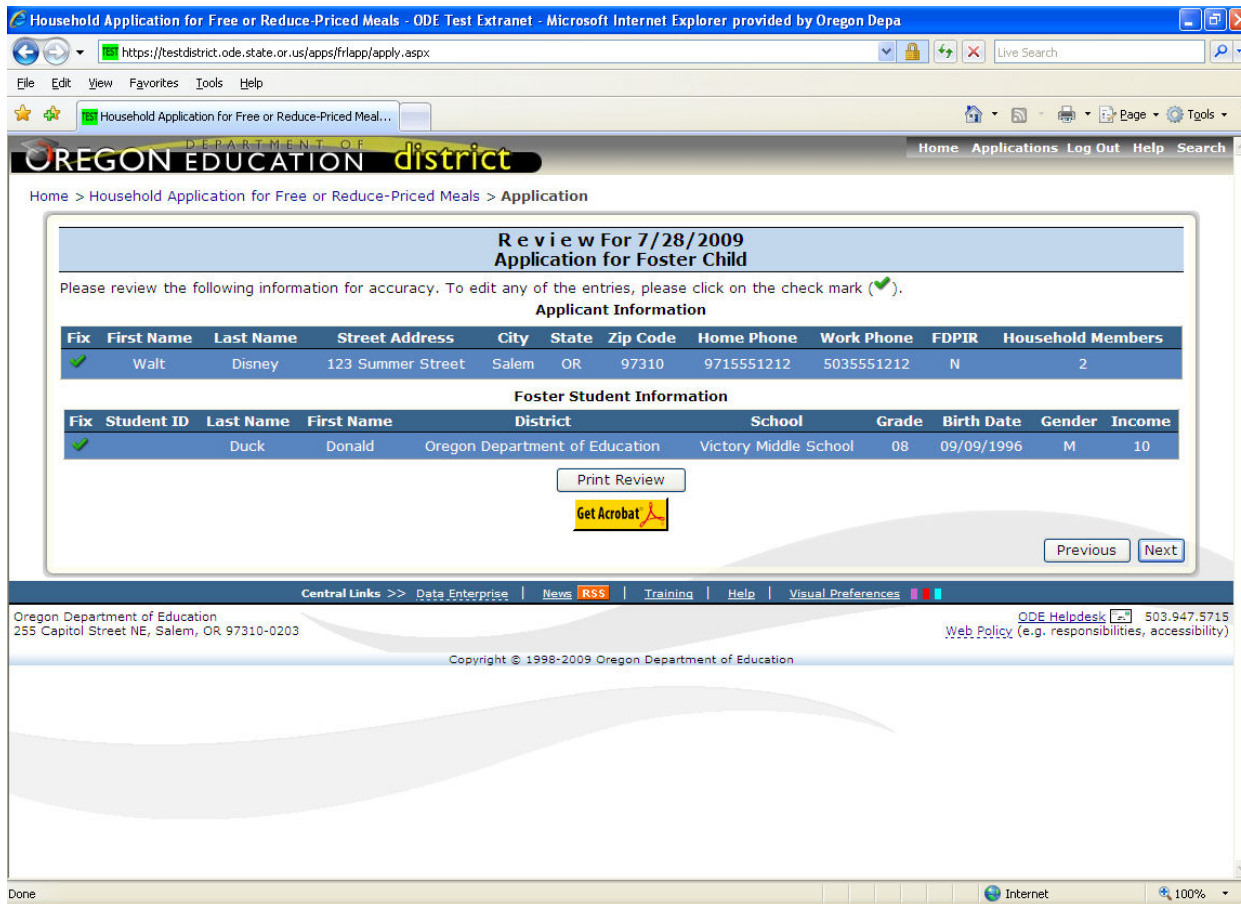 Household Application for Free or Reduce-Priced Meals - ODE Test Extranet - Microsoft Internet Explorer provided by Oregon Depa
TEST https://testdistrict.ode.state.or.us/apps/frlapp/apply.aspx Live Search
File Edit View Favorites Tools Help
TEST Household Application for Free or Reduce-Priced Meal... Page Tools
OREGON DEPARTMENT OF EDUCATION district Home Applications Log Out Help Search
Home > Household Application for Free or Reduce-Priced Meals > Application
R e v i e w For 7/28/2009
Application for Foster Child
Please review the following information for accuracy. To edit any of the entries, please click on the check mark (✔).
Applicant Information
Fix First Name Last Name Street Address City State Zip Code Home Phone Work Phone FDPIR Household Members
Walt Disney 123 Summer Street Salem OR 97310 9715551212 5035551212 N 2
Foster Student Information
Fix Student ID Last Name First Name District School Grade Birth Date Gender Income
Duck Donald Oregon Department of Education Victory Middle School 08 09/09/1996 M 10
Print Review
Get Acrobat
Previous Next
Central Links >> Data Enterprise | News RSS | Training | Help | Visual Preferences
Oregon Department of Education ODE Helpdesk 503.947.5715
255 Capitol Street NE, Salem, OR 97310-0203 Web Policy (e.g. responsibilities, accessibility)
Copyright © 1998-2009 Oregon Department of Education
Done Internet 100%